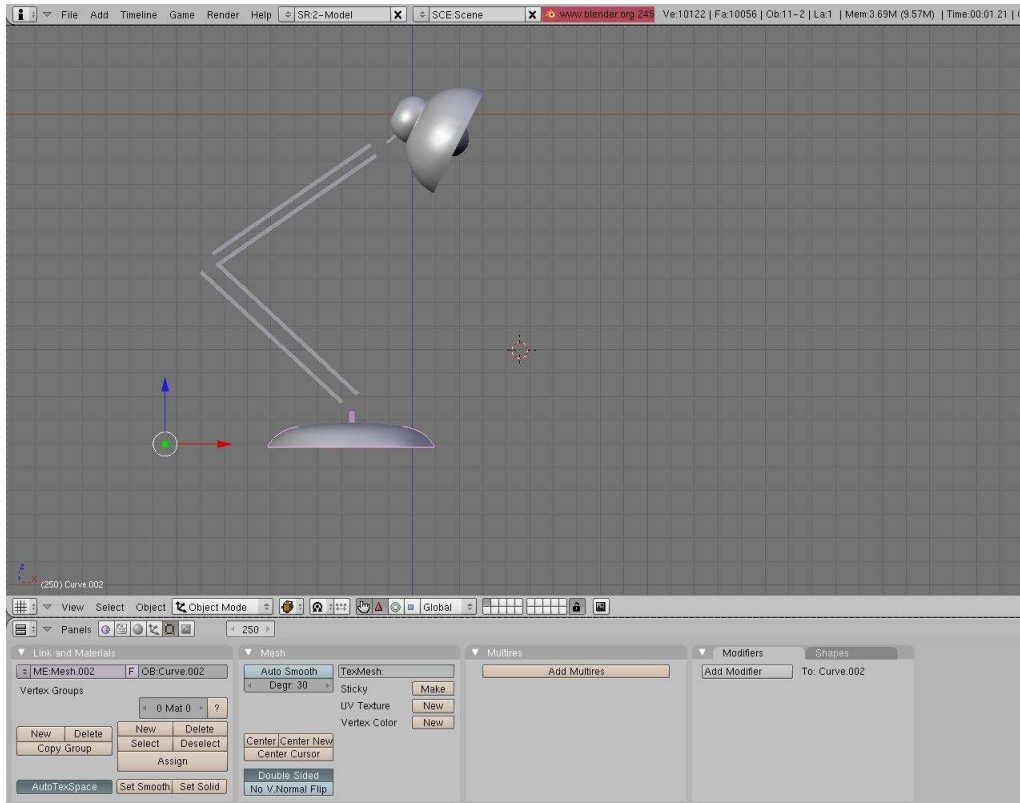 File Add Timeline Game Render Help SR:2-Model X SCE:Scene X www.blender.org 245 Ve:10122 | Fa:10056 | Ob:11-2 | La:1 | Mem:3.69M (9.57M) | Time:00:01.21 |
z
x
(250) Curve.002
View Select Object Object Mode Global
Panels 250
Link and Materials
ME:Mesh.002 F OB:Curve.002
Vertex Groups
0 Mat 0 ?
New Delete New Delete
Copy Group Select Deselect
Assign
AutoTexSpace Set Smooth Set Solid
Mesh
Auto Smooth TexMesh:
Degr: 30 Sticky Make
UV Texture New
Vertex Color New
Center Center New
Center Cursor
Double Sided
No V.Normal Flip
Multires
Add Multires
Modifiers Shapes
Add Modifier To: Curve.002